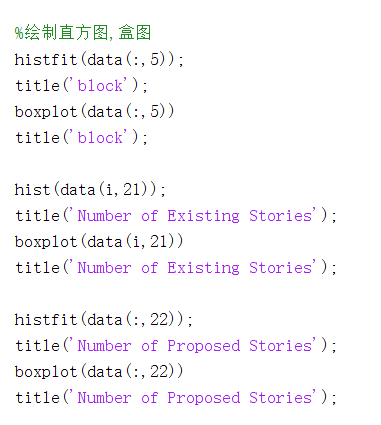 %绘制直方图,盒图
histfit(data(:,5));
title('block');
boxplot(data(:,5))
title('block');
hist(data(i,21));
title('Number of Existing Stories');
boxplot(data(i,21))
title('Number of Existing Stories');
histfit(data(:,22));
title('Number of Proposed Stories');
boxplot(data(:,22))
title('Number of Proposed Stories');